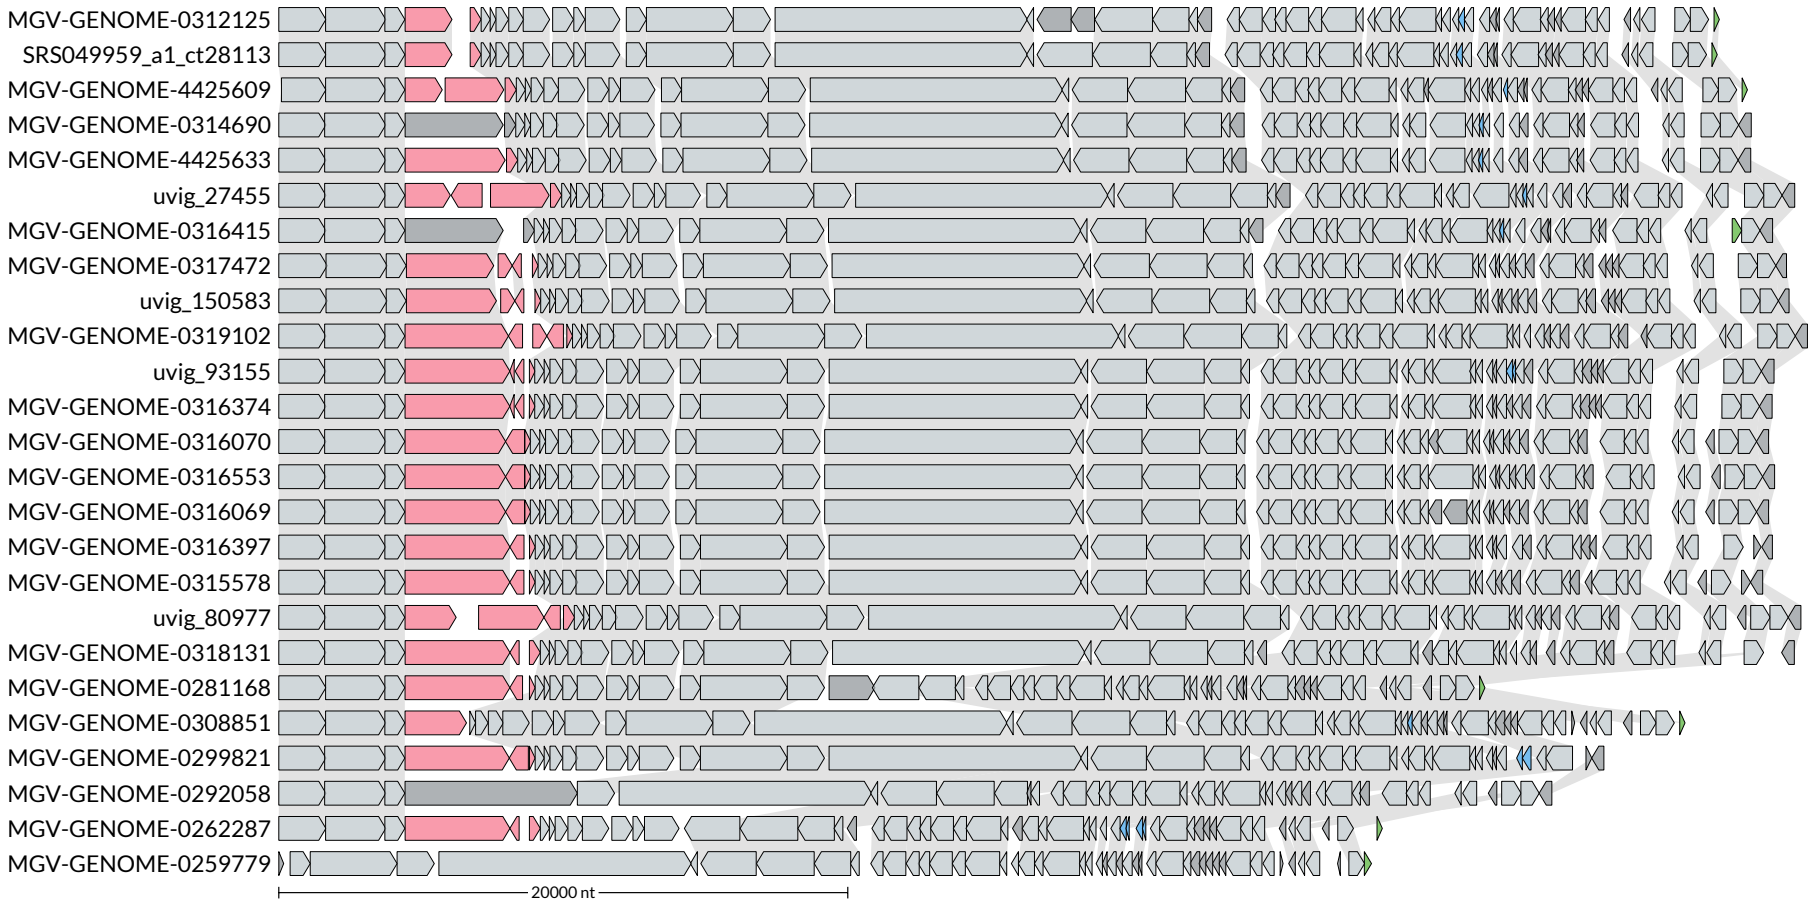 MGV-GENOME-0312125
SRS049959_a1_ct28113
MGV-GENOME-4425609
MGV-GENOME-0314690
MGV-GENOME-4425633
uvig_27455
MGV-GENOME-0316415
MGV-GENOME-0317472
uvig_150583
MGV-GENOME-0319102
uvig_93155
MGV-GENOME-0316374
MGV-GENOME-0316070
MGV-GENOME-0316553
MGV-GENOME-0316069
MGV-GENOME-0316397
MGV-GENOME-0315578
uvig_80977
MGV-GENOME-0318131
MGV-GENOME-0281168
MGV-GENOME-0308851
MGV-GENOME-0299821
MGV-GENOME-0292058
MGV-GENOME-0262287
MGV-GENOME-0259779
20000 nt